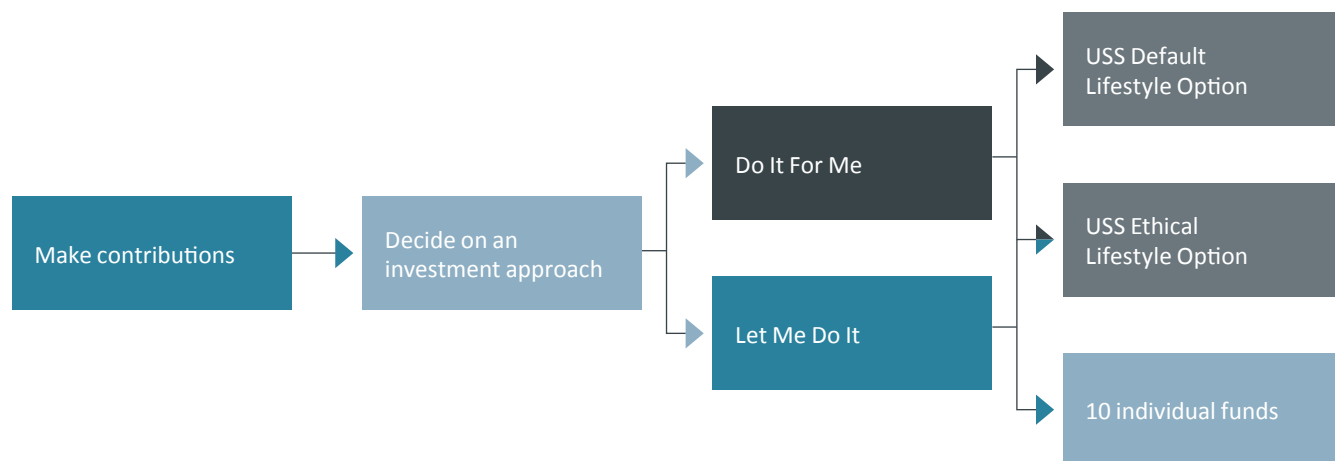 Make contributions
Decide on an
investment approach
Do It For Me
Let Me Do It
USS Default
Lifestyle Option
USS Ethical
Lifestyle Option
10 individual funds